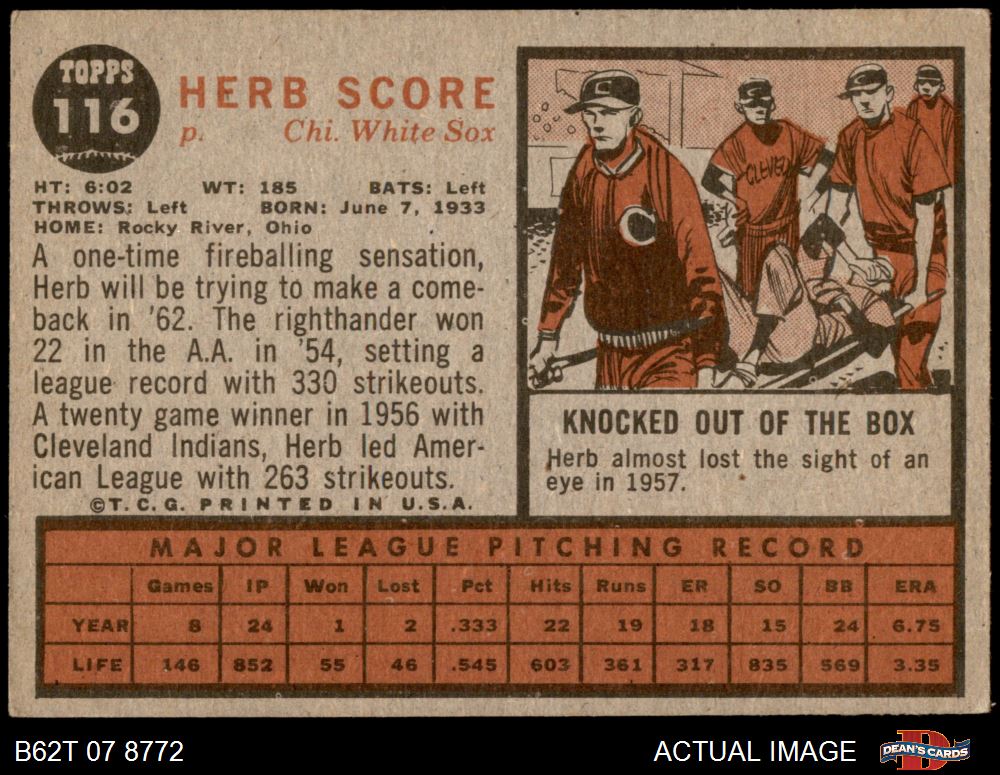 TOPPS
116
HERB SCORE
p. Chi. White Sox
HT: 6:02 WT: 185 BATS: Left
THROWS: Left BORN: June 7, 1933
HOME: Rocky River, Ohio
A one-time fireballing sensation,
Herb will be trying to make a come-
back in '62. The righthander won
22 in the A.A. in '54, setting a
league record with 330 strikeouts.
A twenty game winner in 1956 with
Cleveland Indians, Herb led Amer-
ican League with 263 strikeouts.
©T.C.G. PRINTED IN U.S.A.
C
C
CLEVEL
KNOCKED OUT OF THE BOX
Herb almost lost the sight of an
eye in 1957.
MAJOR LEAGUE PITCHING RECORD
Games IP Won Lost Pct Hits Runs ER SO BB ERA
YEAR 8 24 1 2 .333 22 19 18 15 24 6.75
LIFE 146 852 55 46 .545 603 361 317 835 569 3.35
B62T 07 8772 ACTUAL IMAGE
D
DEAN'S CARDS